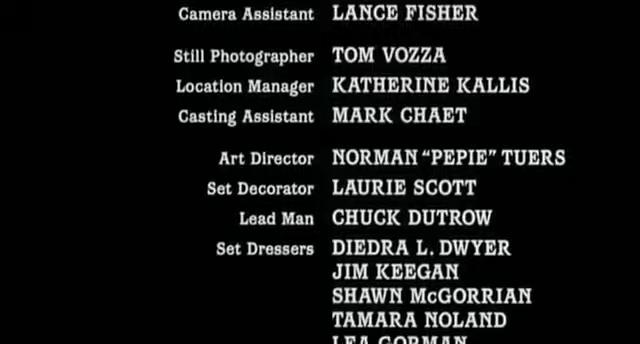 Camera Assistant LANCE FISHER
Still Photographer TOM VOZZA
Location Manager KATHERINE KALLIS
Casting Assistant MARK CHAET
Art Director NORMAN “PEPIE” TUERS
Set Decorator LAURIE SCOTT
Lead Man CHUCK DUTROW
Set Dressers DIEDRA L. DWYER
JIM KEEGAN
SHAWN McGORRIAN
TAMARA NOLAND
LEA GORMAN